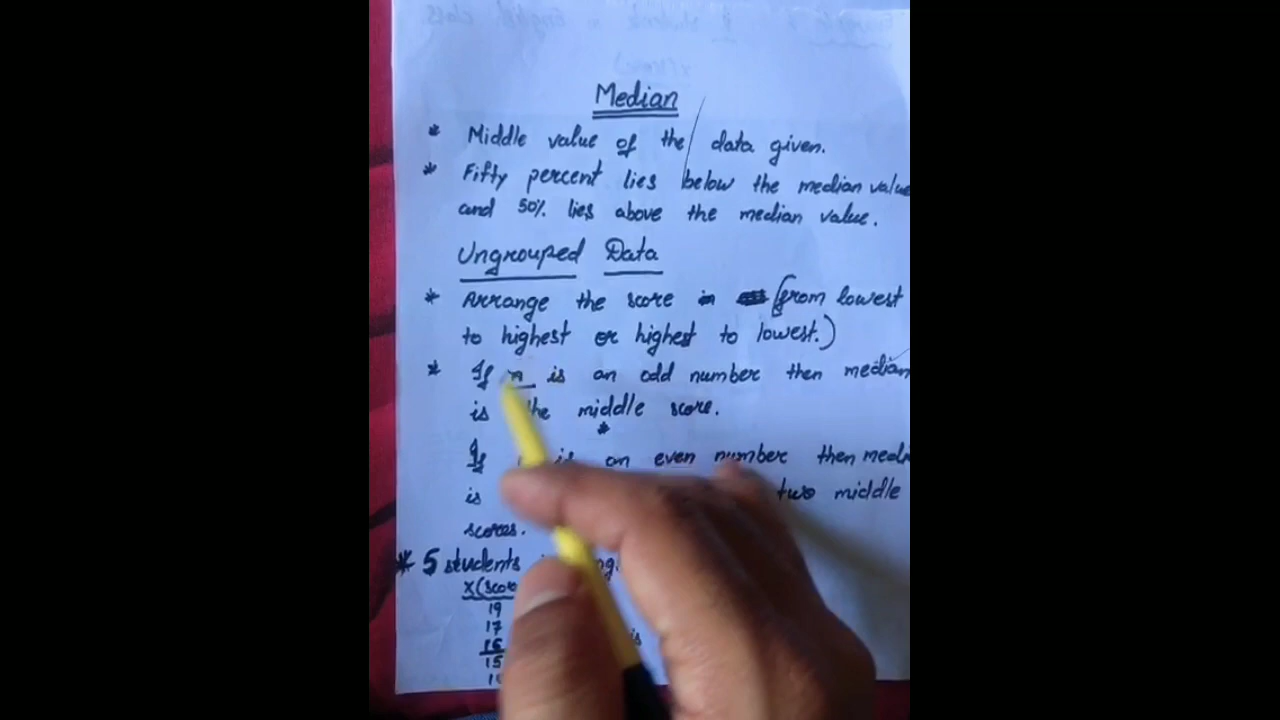 Median
* Middle value of the data given.
* Fifty percent lies below the median value
and 50% lies above the median value.
Ungrouped Data
* Arrange the score in (from lowest
to highest or highest to lowest.)
* If n is an odd number then median
is the middle score.
*
If is an even number then medi
is two middle
scores.
* 5 students
X(scor
19
17
16 is
15